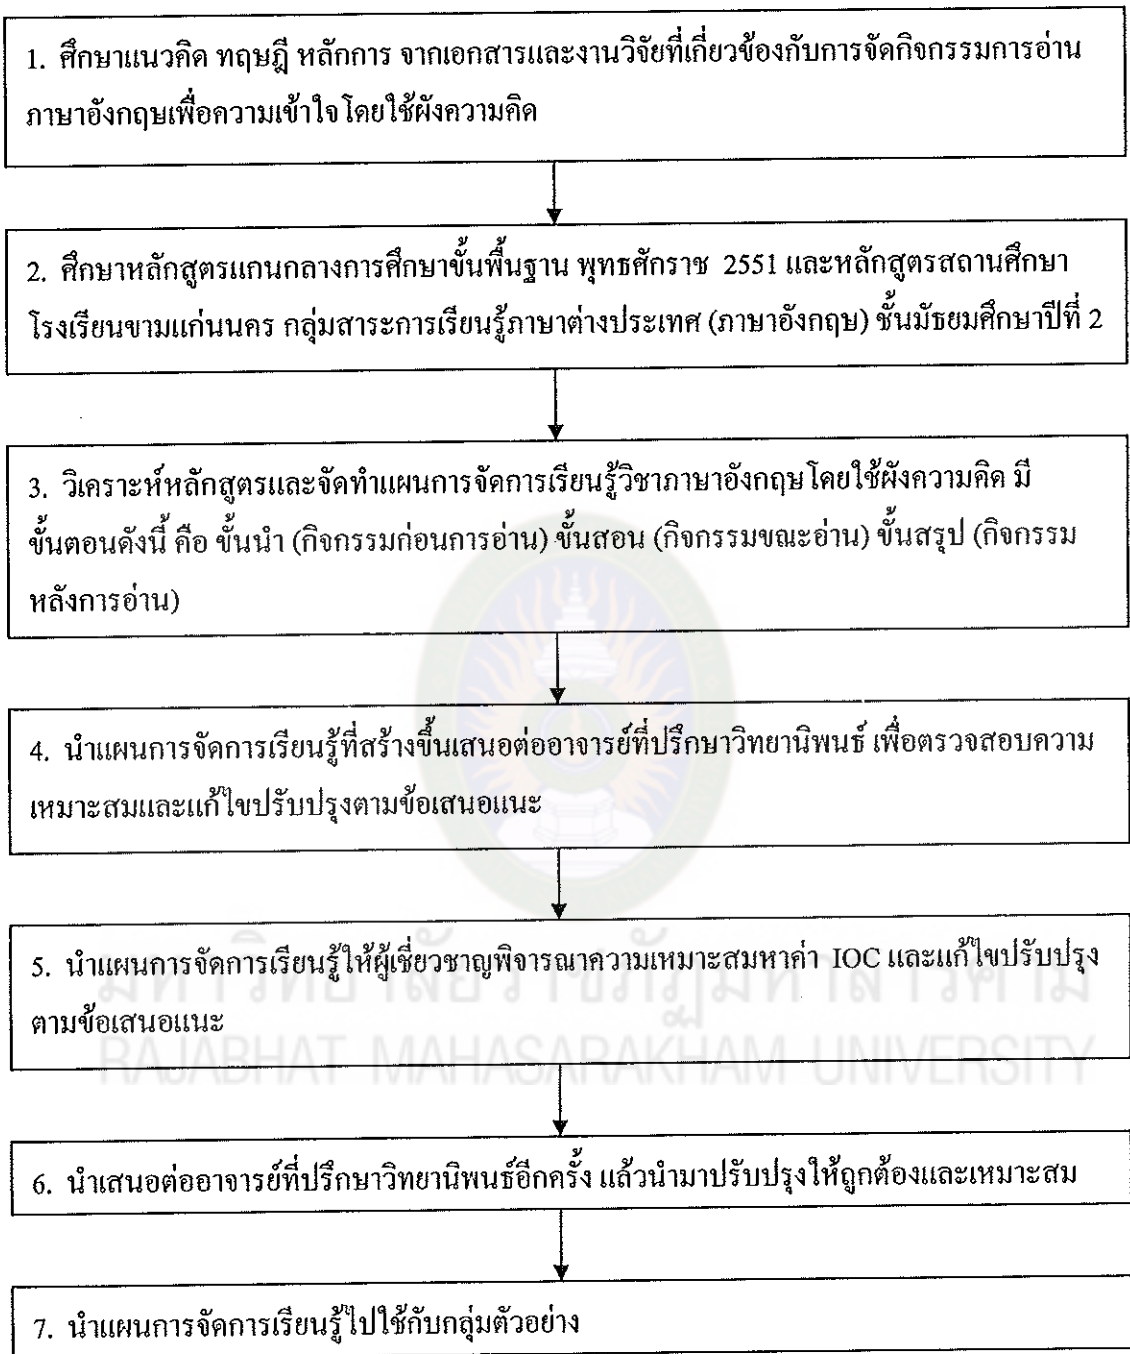 1. ศึกษาแนวคิด ทฤษฎี หลักการ จากเอกสารและงานวิจัยที่เกี่ยวข้องกับการจัดกิจกรรมการอ่าน
ภาษาอังกฤษเพื่อความเข้าใจ โดยใช้ผังความคิด
2. ศึกษาหลักสูตรแกนกลางการศึกษาขั้นพื้นฐาน พุทธศักราช 2551 และหลักสูตรสถานศึกษา
โรงเรียนขามแก่นนคร กลุ่มสาระการเรียนรู้ภาษาต่างประเทศ (ภาษาอังกฤษ) ชั้นมัธยมศึกษาปีที่ 2
3. วิเคราะห์หลักสูตรและจัดทำแผนการจัดการเรียนรู้วิชาภาษาอังกฤษโดยใช้ผังความคิด มี
ขั้นตอนดังนี้ คือ ขั้นนำ (กิจกรรมก่อนการอ่าน) ขั้นสอน (กิจกรรมขณะอ่าน) ขั้นสรุป (กิจกรรม
หลังการอ่าน)
4. นำแผนการจัดการเรียนรู้ที่สร้างขึ้นเสนอต่ออาจารย์ที่ปรึกษาวิทยานิพนธ์ เพื่อตรวจสอบความ
เหมาะสมและแก้ไขปรับปรุงตามข้อเสนอแนะ
5. นำแผนการจัดการเรียนรู้ให้ผู้เชี่ยวชาญพิจารณาความเหมาะสมหาค่า IOC และแก้ไขปรับปรุง
ตามข้อเสนอแนะ
มหาวิทยาลัยราชภัฏมหาสารคาม
RAJABHAT MAHASARAKHAM UNIVERSITY
6. นำเสนอต่ออาจารย์ที่ปรึกษาวิทยานิพนธ์อีกครั้ง แล้วนำมาปรับปรุงให้ถูกต้องและเหมาะสม
7. นำแผนการจัดการเรียนรู้ไปใช้กับกลุ่มตัวอย่าง